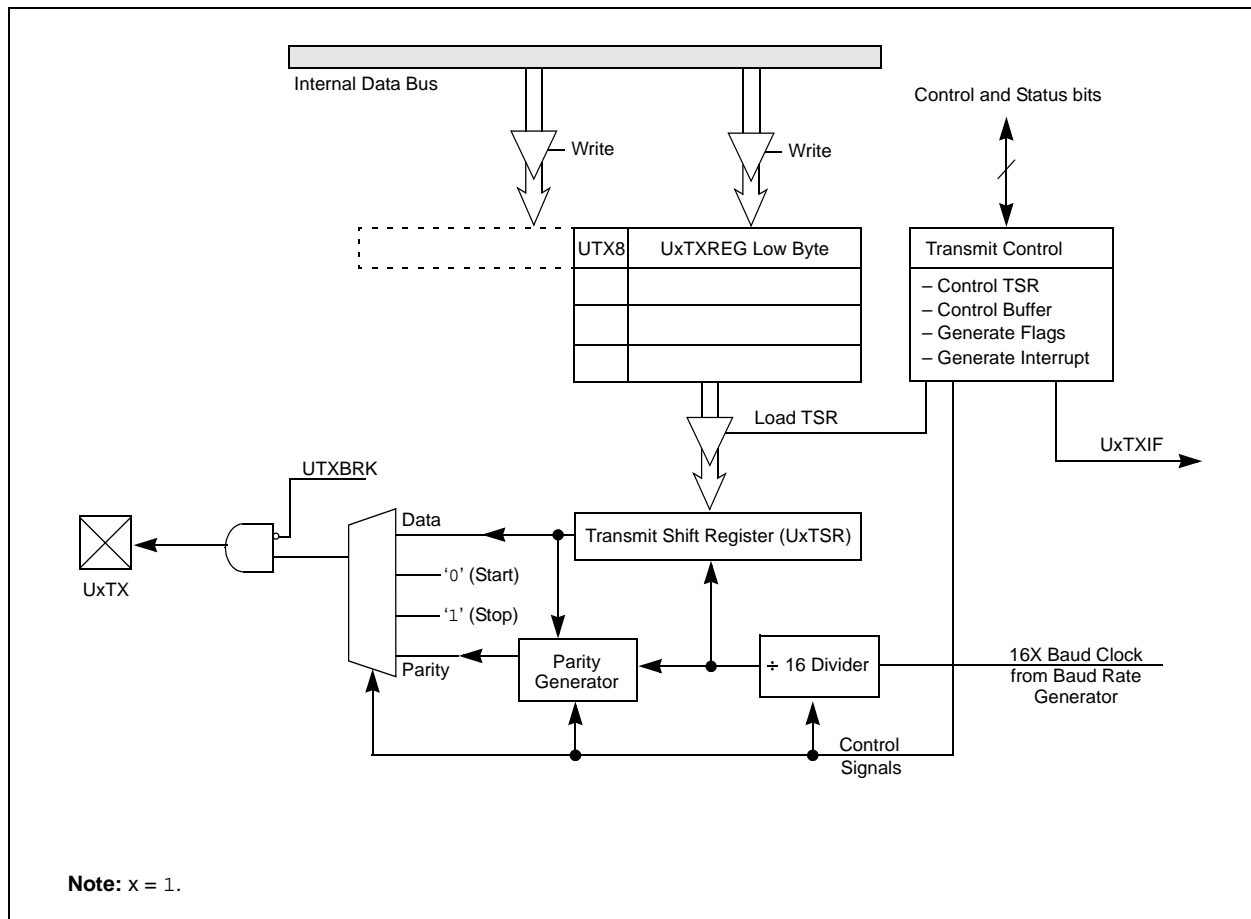 Internal Data Bus
Control and Status bits
Write
Write
UTX8
UxTXREG Low Byte
Transmit Control
– Control TSR
– Control Buffer
– Generate Flags
– Generate Interrupt
Load TSR
UxTXIF
UTXBRK
Data
Transmit Shift Register (UxTSR)
UxTX
‘0’ (Start)
‘1’ (Stop)
Parity
Parity
Generator
÷ 16 Divider
16X Baud Clock
from Baud Rate
Generator
Control
Signals
Note: x = 1.